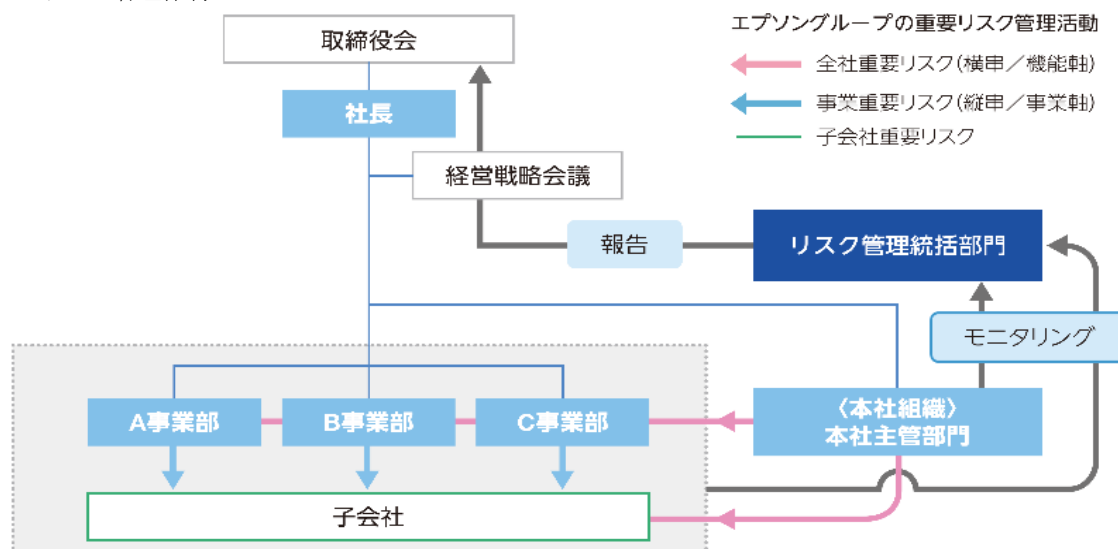 取締役会
社長
経営戦略会議
エプソングループの重要リスク管理活動
全社重要リスク(横串／機能軸)
事業重要リスク(縦串／事業軸)
子会社重要リスク
報告
リスク管理統括部門
モニタリング
A事業部
B事業部
C事業部
〈本社組織〉
本社主管部門
子会社